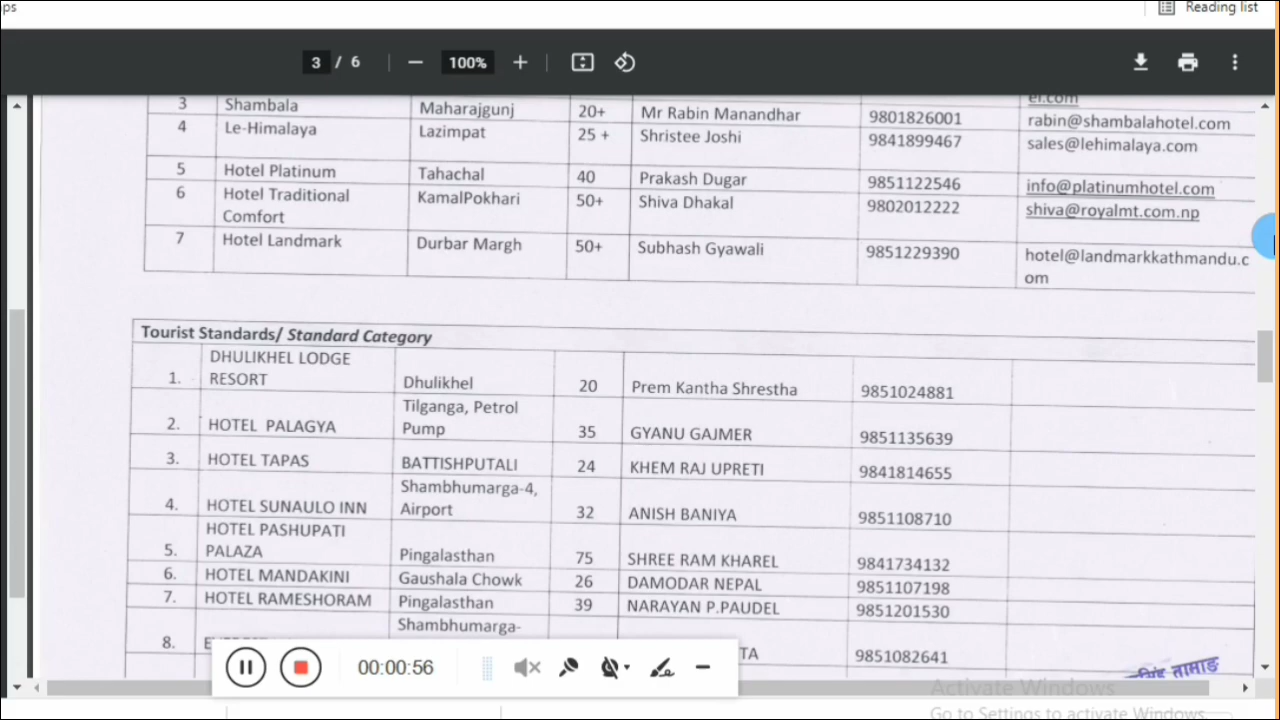 ps
Reading list
3 / 6
100%
el.com
3 Shambala Maharajgunj 20+ Mr Rabin Manandhar 9801826001 rabin@shambalahotel.com
4 Le-Himalaya Lazimpat 25 + Shristee Joshi 9841899467 sales@lehimalaya.com
5 Hotel Platinum Tahachal 40 Prakash Dugar 9851122546 info@platinumhotel.com
6 Hotel Traditional KamalPokhari 50+ Shiva Dhakal 9802012222 shiva@royalmt.com.np
Comfort
7 Hotel Landmark Durbar Margh 50+ Subhash Gyawali 9851229390 hotel@landmarkkathmandu.c
om
Tourist Standards/ Standard Category
DHULIKHEL LODGE
1. RESORT Dhulikhel 20 Prem Kantha Shrestha 9851024881
Tilganga, Petrol
2. HOTEL PALAGYA Pump 35 GYANU GAJMER 9851135639
3. HOTEL TAPAS BATTISHPUTALI 24 KHEM RAJ UPRETI 9841814655
Shambhumarga-4,
4. HOTEL SUNAULO INN Airport 32 ANISH BANIYA 9851108710
HOTEL PASHUPATI
5. PALAZA Pingalasthan 75 SHREE RAM KHAREL 9841734132
6. HOTEL MANDAKINI Gaushala Chowk 26 DAMODAR NEPAL 9851107198
7. HOTEL RAMESHORAM Pingalasthan 39 NARAYAN P.PAUDEL 9851201530
Shambhumarga-
8. TA 9851082641
तामाङ
00:00:56
Activate Windows
Go to Settings to activate Windows.